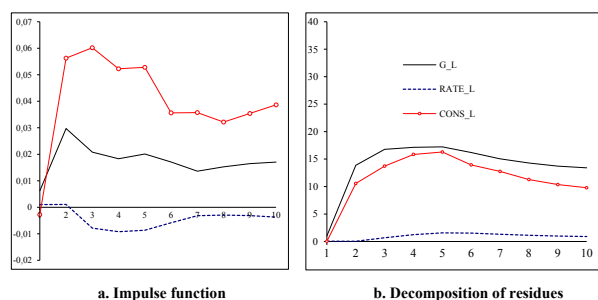 0,07
0,06
0,05
0,04
0,03
0,02
0,01
0
-0,01
-0,02
1 2 3 4 5 6 7 8 9 10
40
35
30
25
20
15
10
5
0
G_L
RATE_L
CONS_L
1 2 3 4 5 6 7 8 9 10
a. Impulse function
b. Decomposition of residues